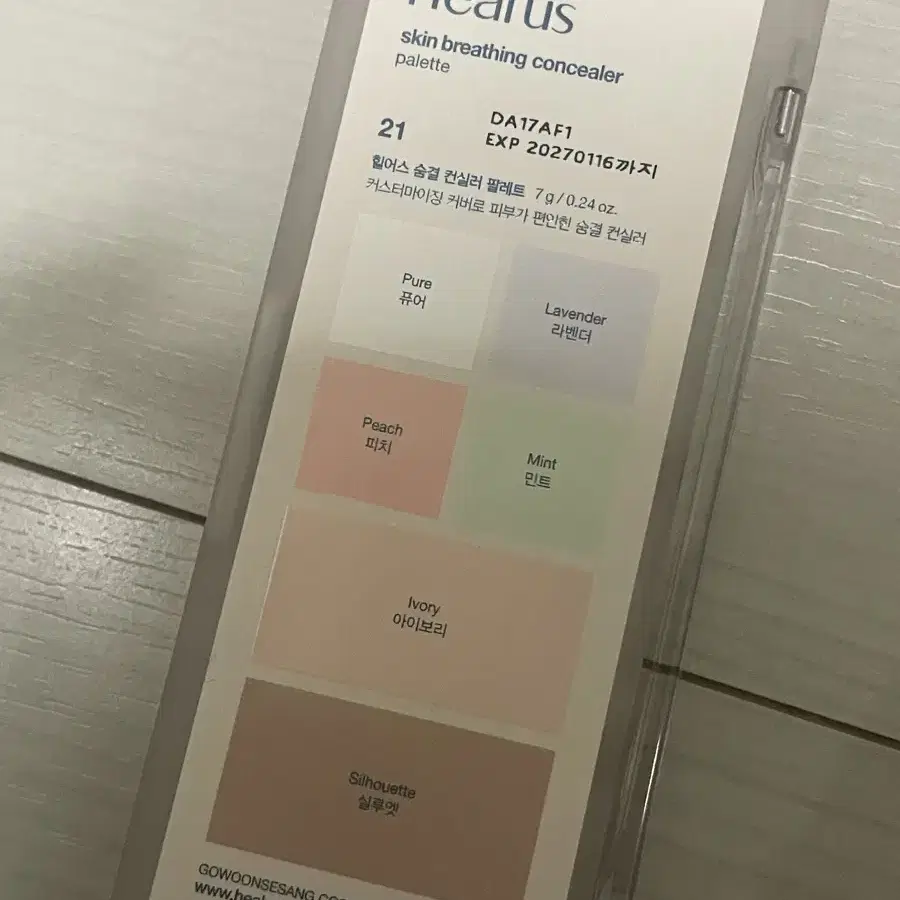 healus
skin breathing concealer
palette
21
DA17AF1
EXP 20270116까지
힐어스 숨결 컨실러 팔레트 7 g / 0.24 oz.
커스터마이징 커버로 피부가 편안한 숨결 컨실러
Pure
퓨어
Lavender
라벤더
Peach
피치
Mint
민트
Ivory
아이보리
Silhouette
실루엣
GOWOONSESANG